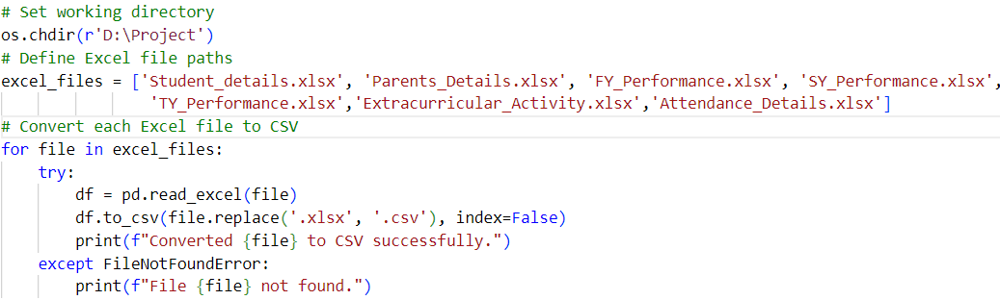 # Set working directory
os.chdir(r'D:\Project')
# Define Excel file paths
excel_files = ['Student_details.xlsx', 'Parents_Details.xlsx', 'FY_Performance.xlsx', 'SY_Performance.xlsx',
                'TY_Performance.xlsx','Extracurricular_Activity.xlsx','Attendance_Details.xlsx']
# Convert each Excel file to CSV
for file in excel_files:
    try:
        df = pd.read_excel(file)
        df.to_csv(file.replace('.xlsx', '.csv'), index=False)
        print(f"Converted {file} to CSV successfully.")
    except FileNotFoundError:
        print(f"File {file} not found.")